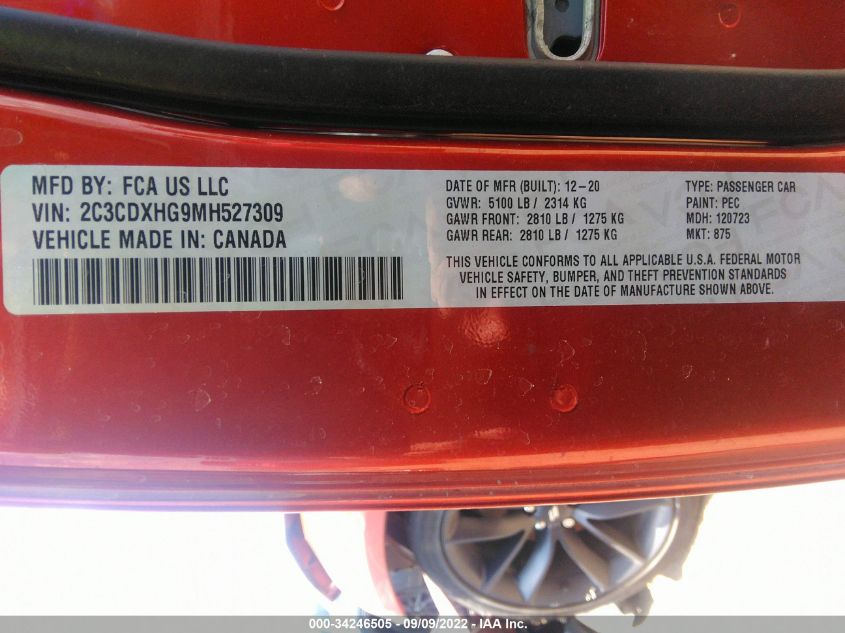 MFD BY: FCA US LLC
VIN: 2C3CDXHG9MH527309
VEHICLE MADE IN: CANADA
DATE OF MFR (BUILT): 12-20
GVWR: 5100 LB / 2314 KG
GAWR FRONT: 2810 LB / 1275 KG
GAWR REAR: 2810 LB / 1275 KG
TYPE: PASSENGER CAR
PAINT: PEC
MDH: 120723
MKT: 875
THIS VEHICLE CONFORMS TO ALL APPLICABLE U.S.A. FEDERAL MOTOR
VEHICLE SAFETY, BUMPER, AND THEFT PREVENTION STANDARDS
IN EFFECT ON THE DATE OF MANUFACTURE SHOWN ABOVE.
000-34246505 - 09/09/2022 - IAA Inc.